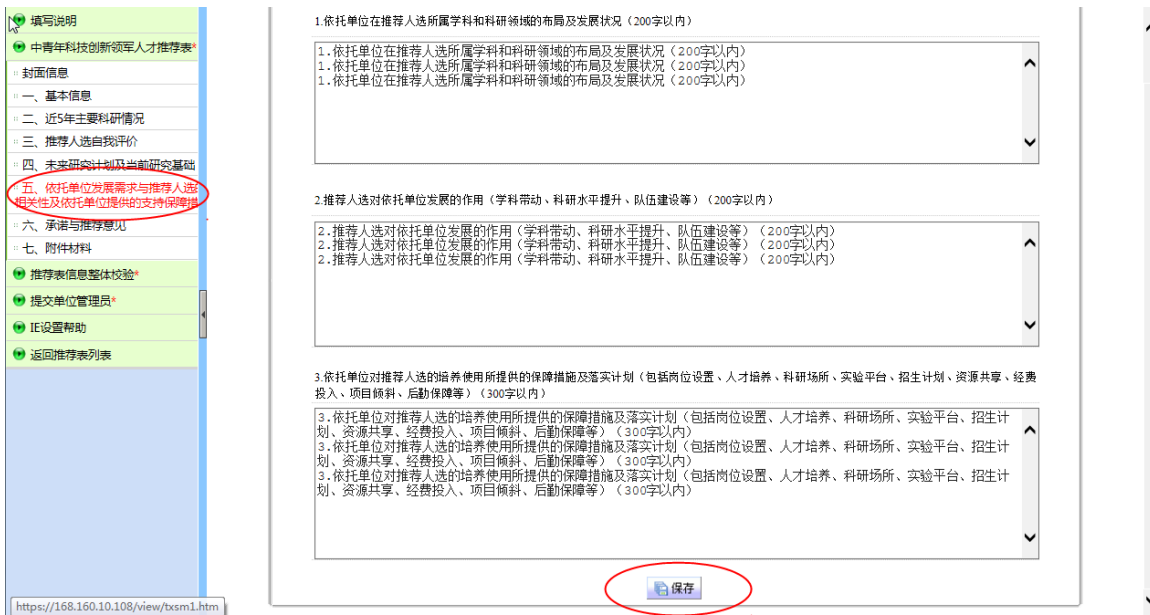 填写说明
中青年科技创新领军人才推荐表*
封面信息
一、基本信息
二、近5年主要科研情况
三、推荐人选自我评价
四、未来研究计划及当前研究基础
五、依托单位发展需求与推荐人选的
相关性及依托单位提供的支持保障措
六、承诺与推荐意见
七、附件材料
推荐表信息整体校验*
提交单位管理员*
IE设置帮助
返回推荐表列表
https://168.160.10.108/view/txsm1.htm
1.依托单位在推荐人选所属学科和科研领域的布局及发展状况（200字以内）
1.依托单位在推荐人选所属学科和科研领域的布局及发展状况（200字以内）
1.依托单位在推荐人选所属学科和科研领域的布局及发展状况（200字以内）
1.依托单位在推荐人选所属学科和科研领域的布局及发展状况（200字以内）
2.推荐人选对依托单位发展的作用（学科带动、科研水平提升、队伍建设等）（200字以内）
2.推荐人选对依托单位发展的作用（学科带动、科研水平提升、队伍建设等）（200字以内）
2.推荐人选对依托单位发展的作用（学科带动、科研水平提升、队伍建设等）（200字以内）
2.推荐人选对依托单位发展的作用（学科带动、科研水平提升、队伍建设等）（200字以内）
3.依托单位对推荐人选的培养使用所提供的保障措施及落实计划（包括岗位设置、人才培养、科研场所、实验平台、招生计划、资源共享、经费
投入、项目倾斜、后勤保障等）（300字以内）
3.依托单位对推荐人选的培养使用所提供的保障措施及落实计划（包括岗位设置、人才培养、科研场所、实验平台、招生计
划、资源共享、经费投入、项目倾斜、后勤保障等）（300字以内）
3.依托单位对推荐人选的培养使用所提供的保障措施及落实计划（包括岗位设置、人才培养、科研场所、实验平台、招生计
划、资源共享、经费投入、项目倾斜、后勤保障等）（300字以内）
3.依托单位对推荐人选的培养使用所提供的保障措施及落实计划（包括岗位设置、人才培养、科研场所、实验平台、招生计
划、资源共享、经费投入、项目倾斜、后勤保障等）（300字以内）
保存